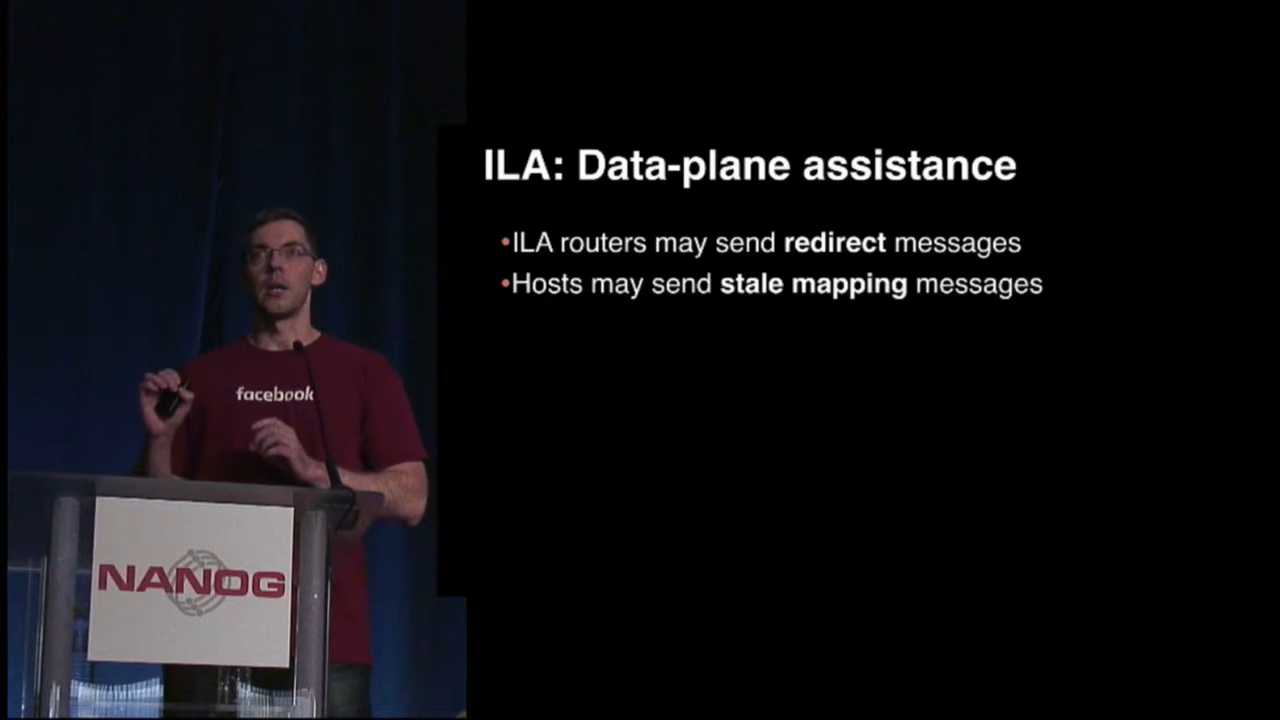 ILA: Data-plane assistance
•ILA routers may send redirect messages
•Hosts may send stale mapping messages
facebook
NANOG